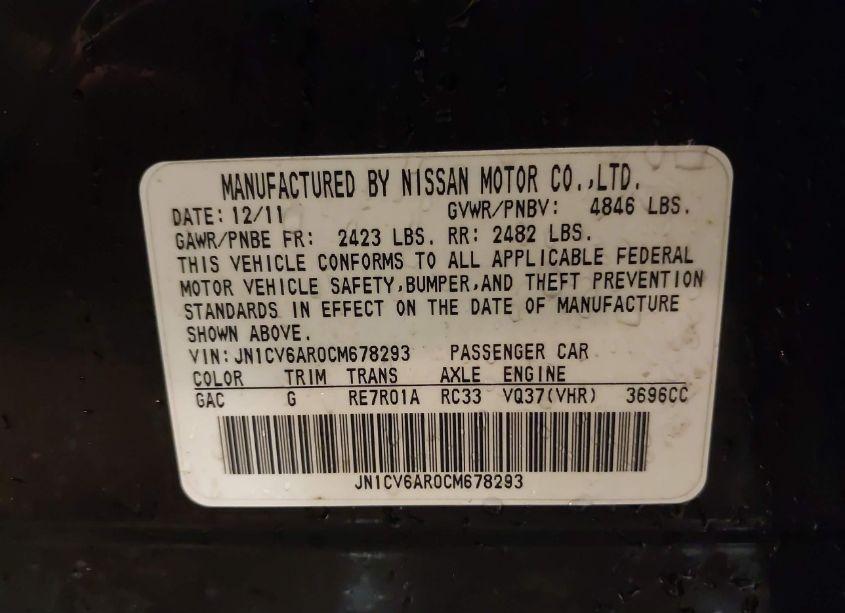 MANUFACTURED BY NISSAN MOTOR CO.,LTD.
DATE: 12/11 GVWR/PNBV: 4846 LBS.
GAWR/PNBE FR: 2423 LBS. RR: 2482 LBS.
THIS VEHICLE CONFORMS TO ALL APPLICABLE FEDERAL
MOTOR VEHICLE SAFETY,BUMPER,AND THEFT PREVENTION
STANDARDS IN EFFECT ON THE DATE OF MANUFACTURE
SHOWN ABOVE.
VIN: JN1CV6AR0CM678293 PASSENGER CAR
COLOR TRIM TRANS AXLE ENGINE
GAC G RE7R01A RC33 VQ37(VHR) 3696CC
JN1CV6AR0CM678293